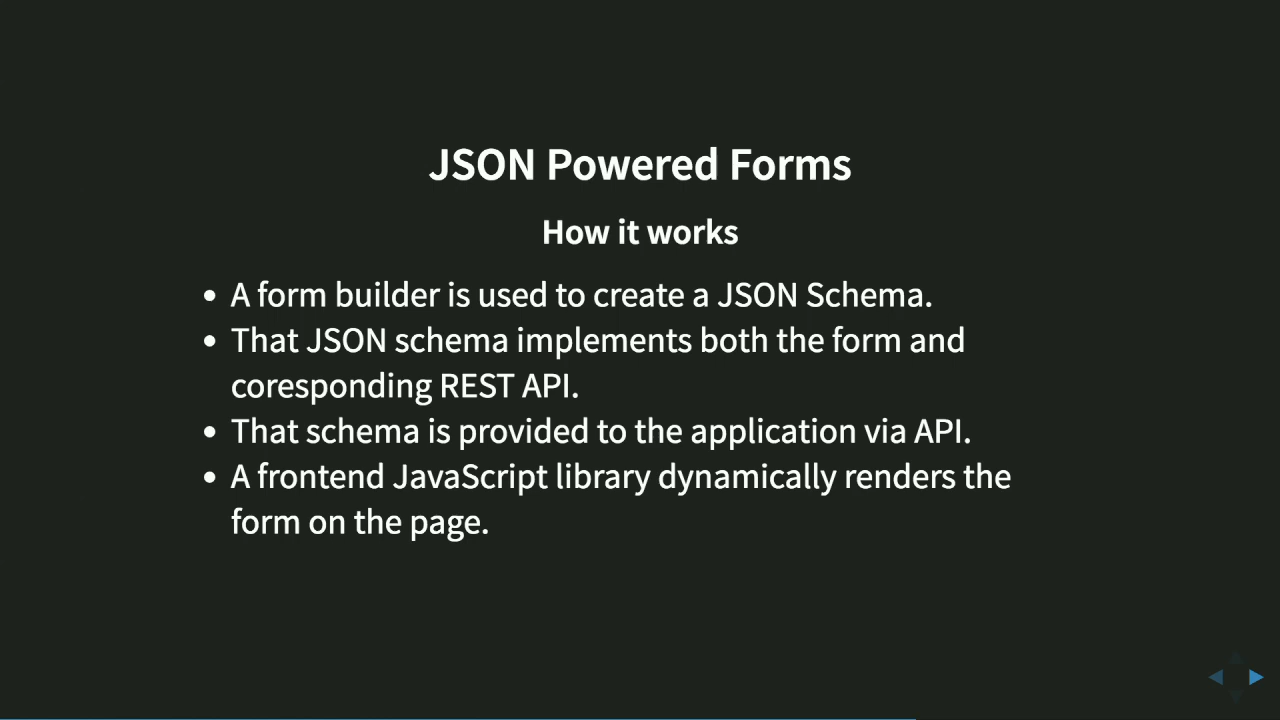 JSON Powered Forms
How it works
• A form builder is used to create a JSON Schema.
• That JSON schema implements both the form and
coresponding REST API.
• That schema is provided to the application via API.
• A frontend JavaScript library dynamically renders the
form on the page.